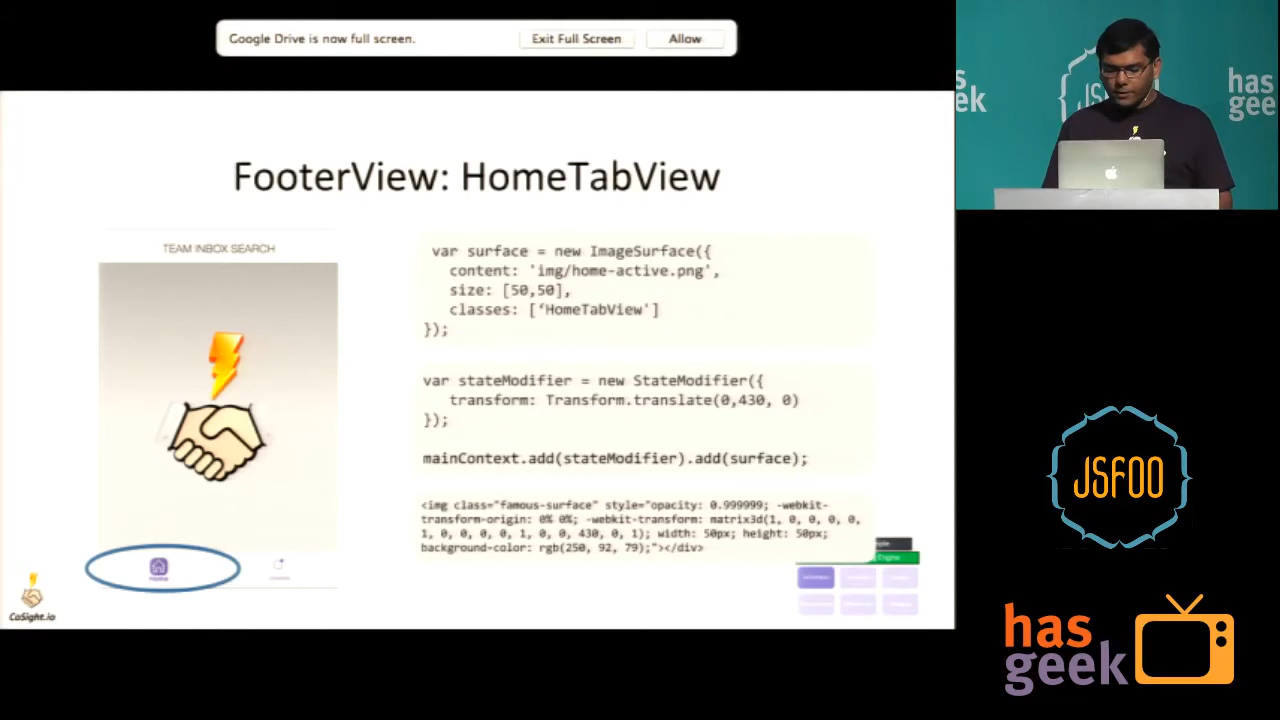 Google Drive is now full screen.
Exit Full Screen
Allow
has
geek
FooterView: HomeTabView
TEAM INBOX SEARCH
var surface = new ImageSurface({
content: 'img/home-active.png',
size: [50,50],
classes: [‘HomeTabView']
});
var stateModifier = new StateModifier({
transform: Transform.translate(0,430, 0)
});
mainContext.add(stateModifier).add(surface);
<img class="famous-surface" style="opacity: 0.999999; -webkit-
transform-origin: 0% 0%; -webkit-transform: matrix3d(1, 0, 0, 0, 0,
1, 0, 0, 0, 0, 1, 0, 0, 430, 0, 1); width: 50px; height: 50px;
background-color: rgb(250, 92, 79);"></div>
Engine
CoSight.io
JSFOO
has
geek